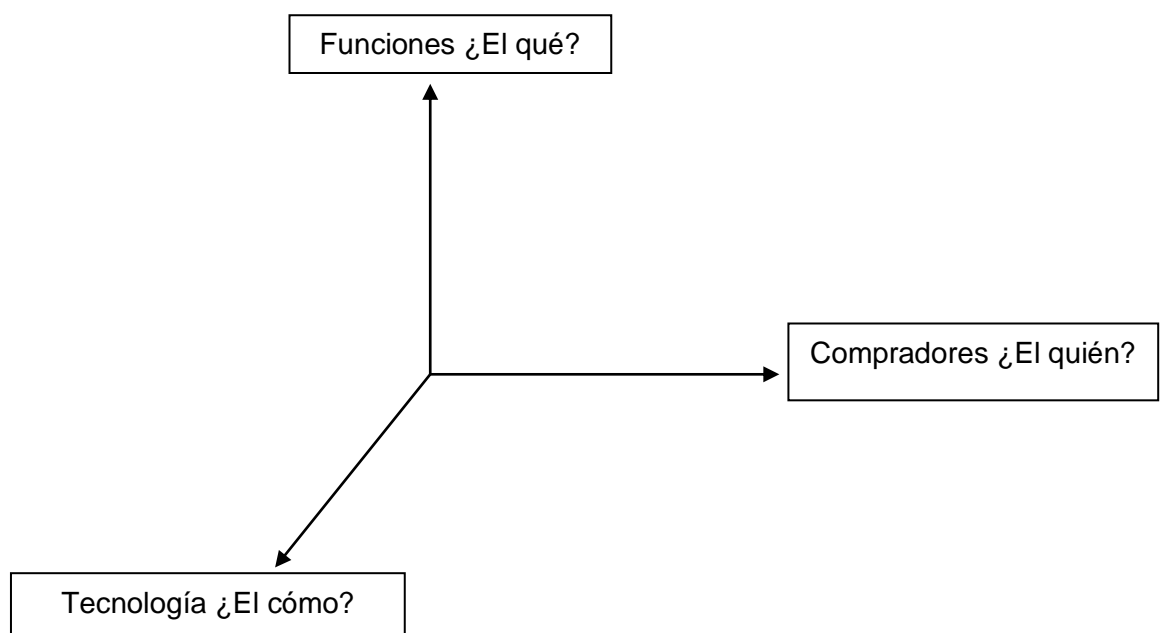 Funciones ¿El qué?
Compradores ¿El quién?
Tecnología ¿El cómo?